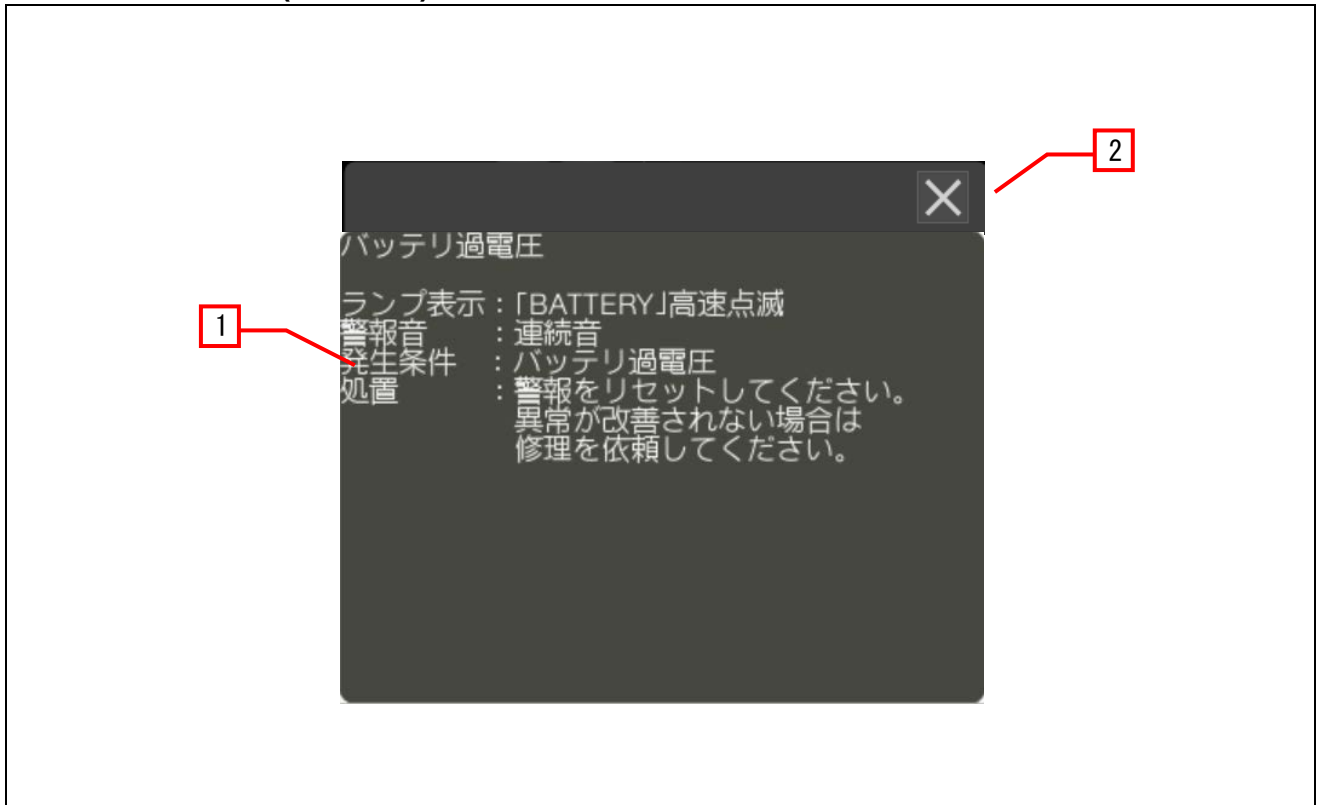 2
バッテリ過電圧
ランプ表示：「BATTERY」高速点滅
1
警報音　　：連続音
発生条件　：バッテリ過電圧
処置　　　：警報をリセットしてください。
異常が改善されない場合は
修理を依頼してください。